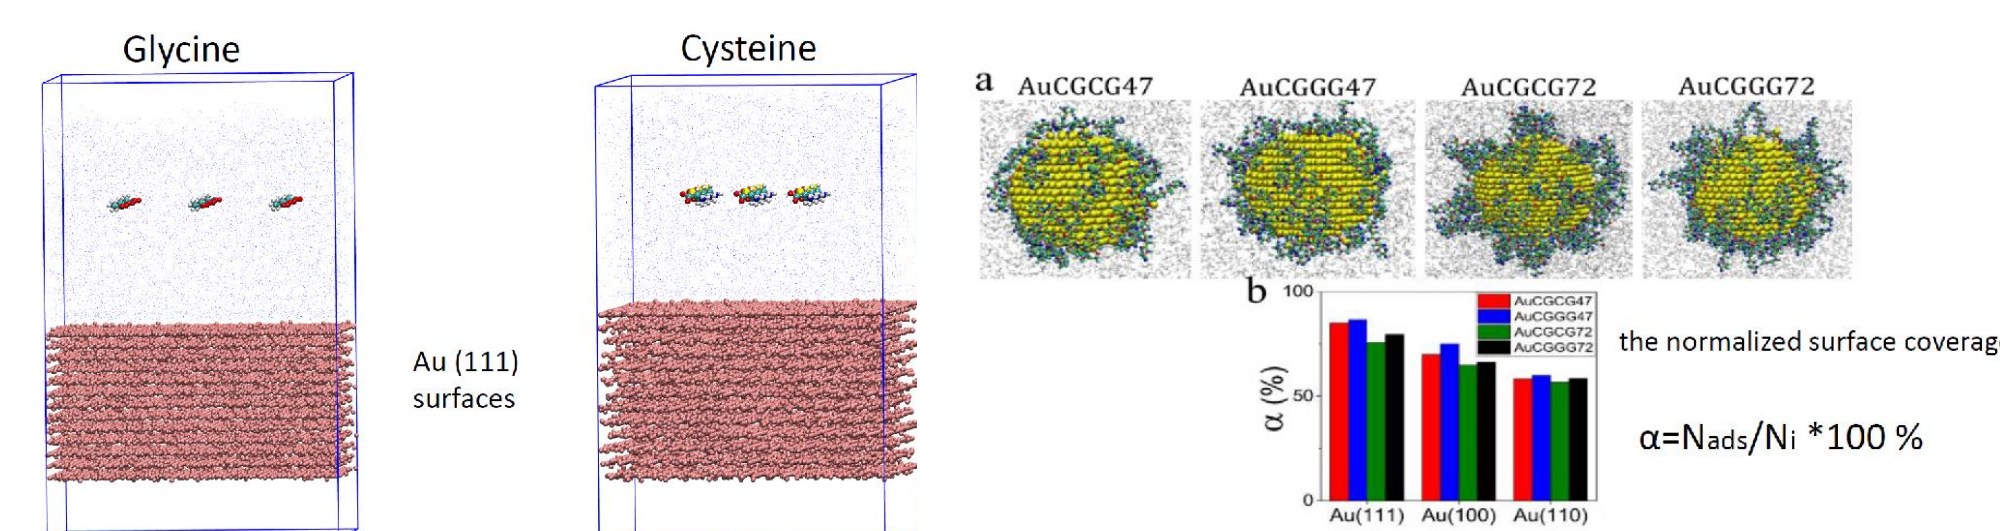 Glycine
Cysteine
Au (111)
surfaces
a
AuCGCG47
AuCGGG47
AuCGCG72
AuCGGG72
b
100
50
0
α (%)
AuCGCG47
AuCGGG47
AuCGCG72
AuCGGG72
Au(111)
Au(100)
Au(110)
the normalized surface coverag
α=Nads/Ni *100 %